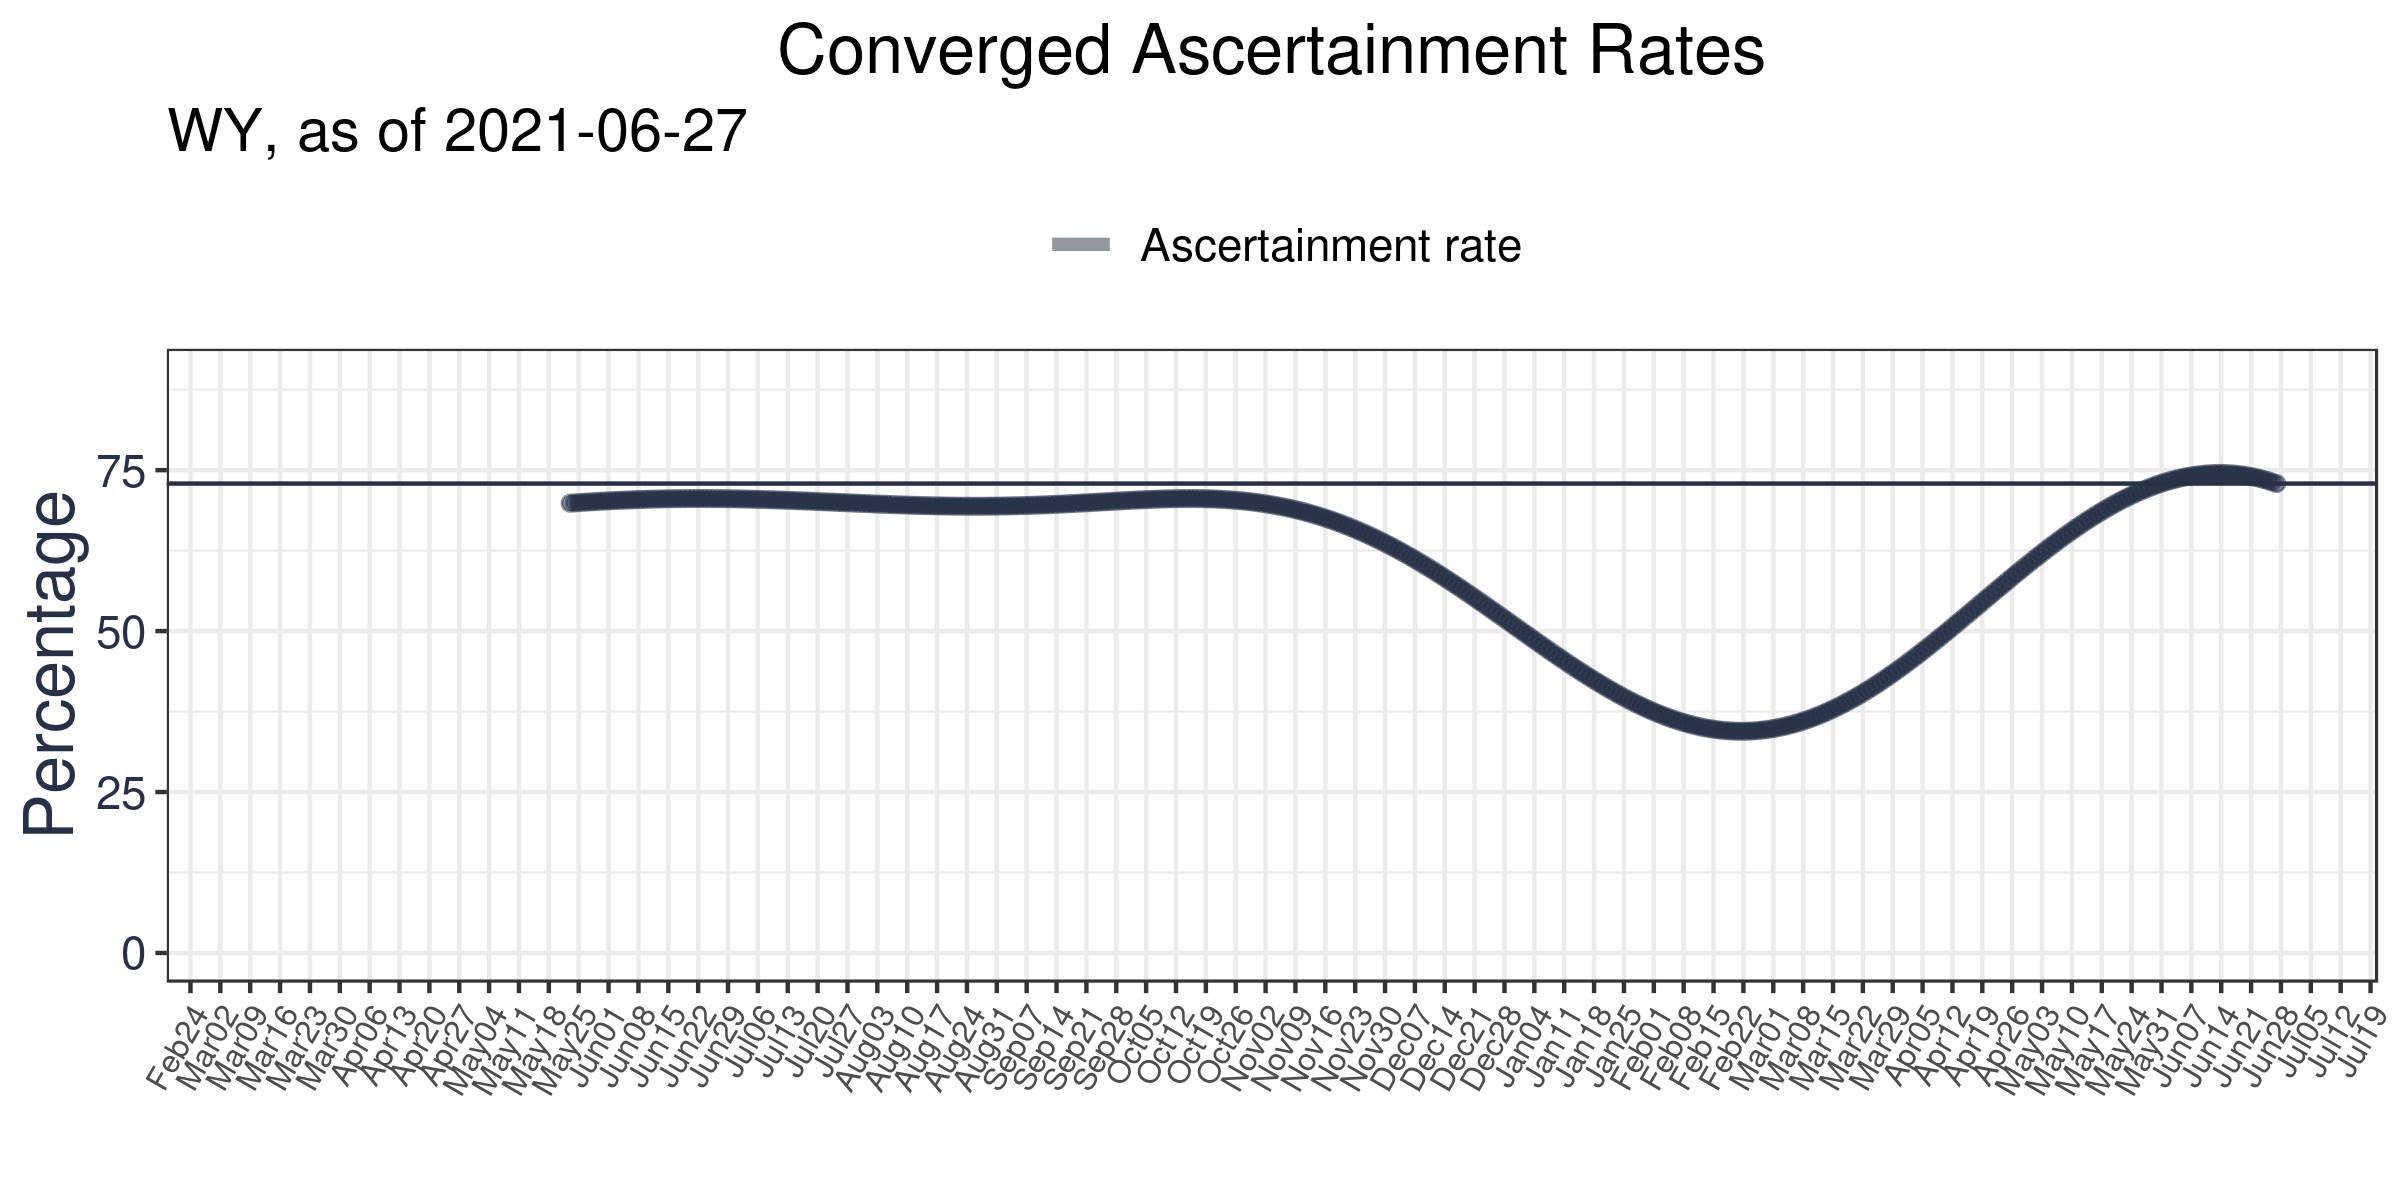 Converged Ascertainment Rates
WY, as of 2021-06-27
Ascertainment rate
Percentage
75
50
25
0
Feb24
Mar02
Mar09
Mar16
Mar23
Mar30
Apr06
Apr13
Apr20
Apr27
May04
May11
May18
May25
Jun01
Jun08
Jun15
Jun22
Jun29
Jul06
Jul13
Jul20
Jul27
Aug03
Aug10
Aug17
Aug24
Aug31
Sep07
Sep14
Sep21
Sep28
Oct05
Oct12
Oct19
Oct26
Nov02
Nov09
Nov16
Nov23
Nov30
Dec07
Dec14
Dec21
Dec28
Jan04
Jan11
Jan18
Jan25
Feb01
Feb08
Feb15
Feb22
Mar01
Mar08
Mar15
Mar22
Mar29
Apr05
Apr12
Apr19
Apr26
May03
May10
May17
May24
May31
Jun07
Jun14
Jun21
Jun28
Jul05
Jul12
Jul19